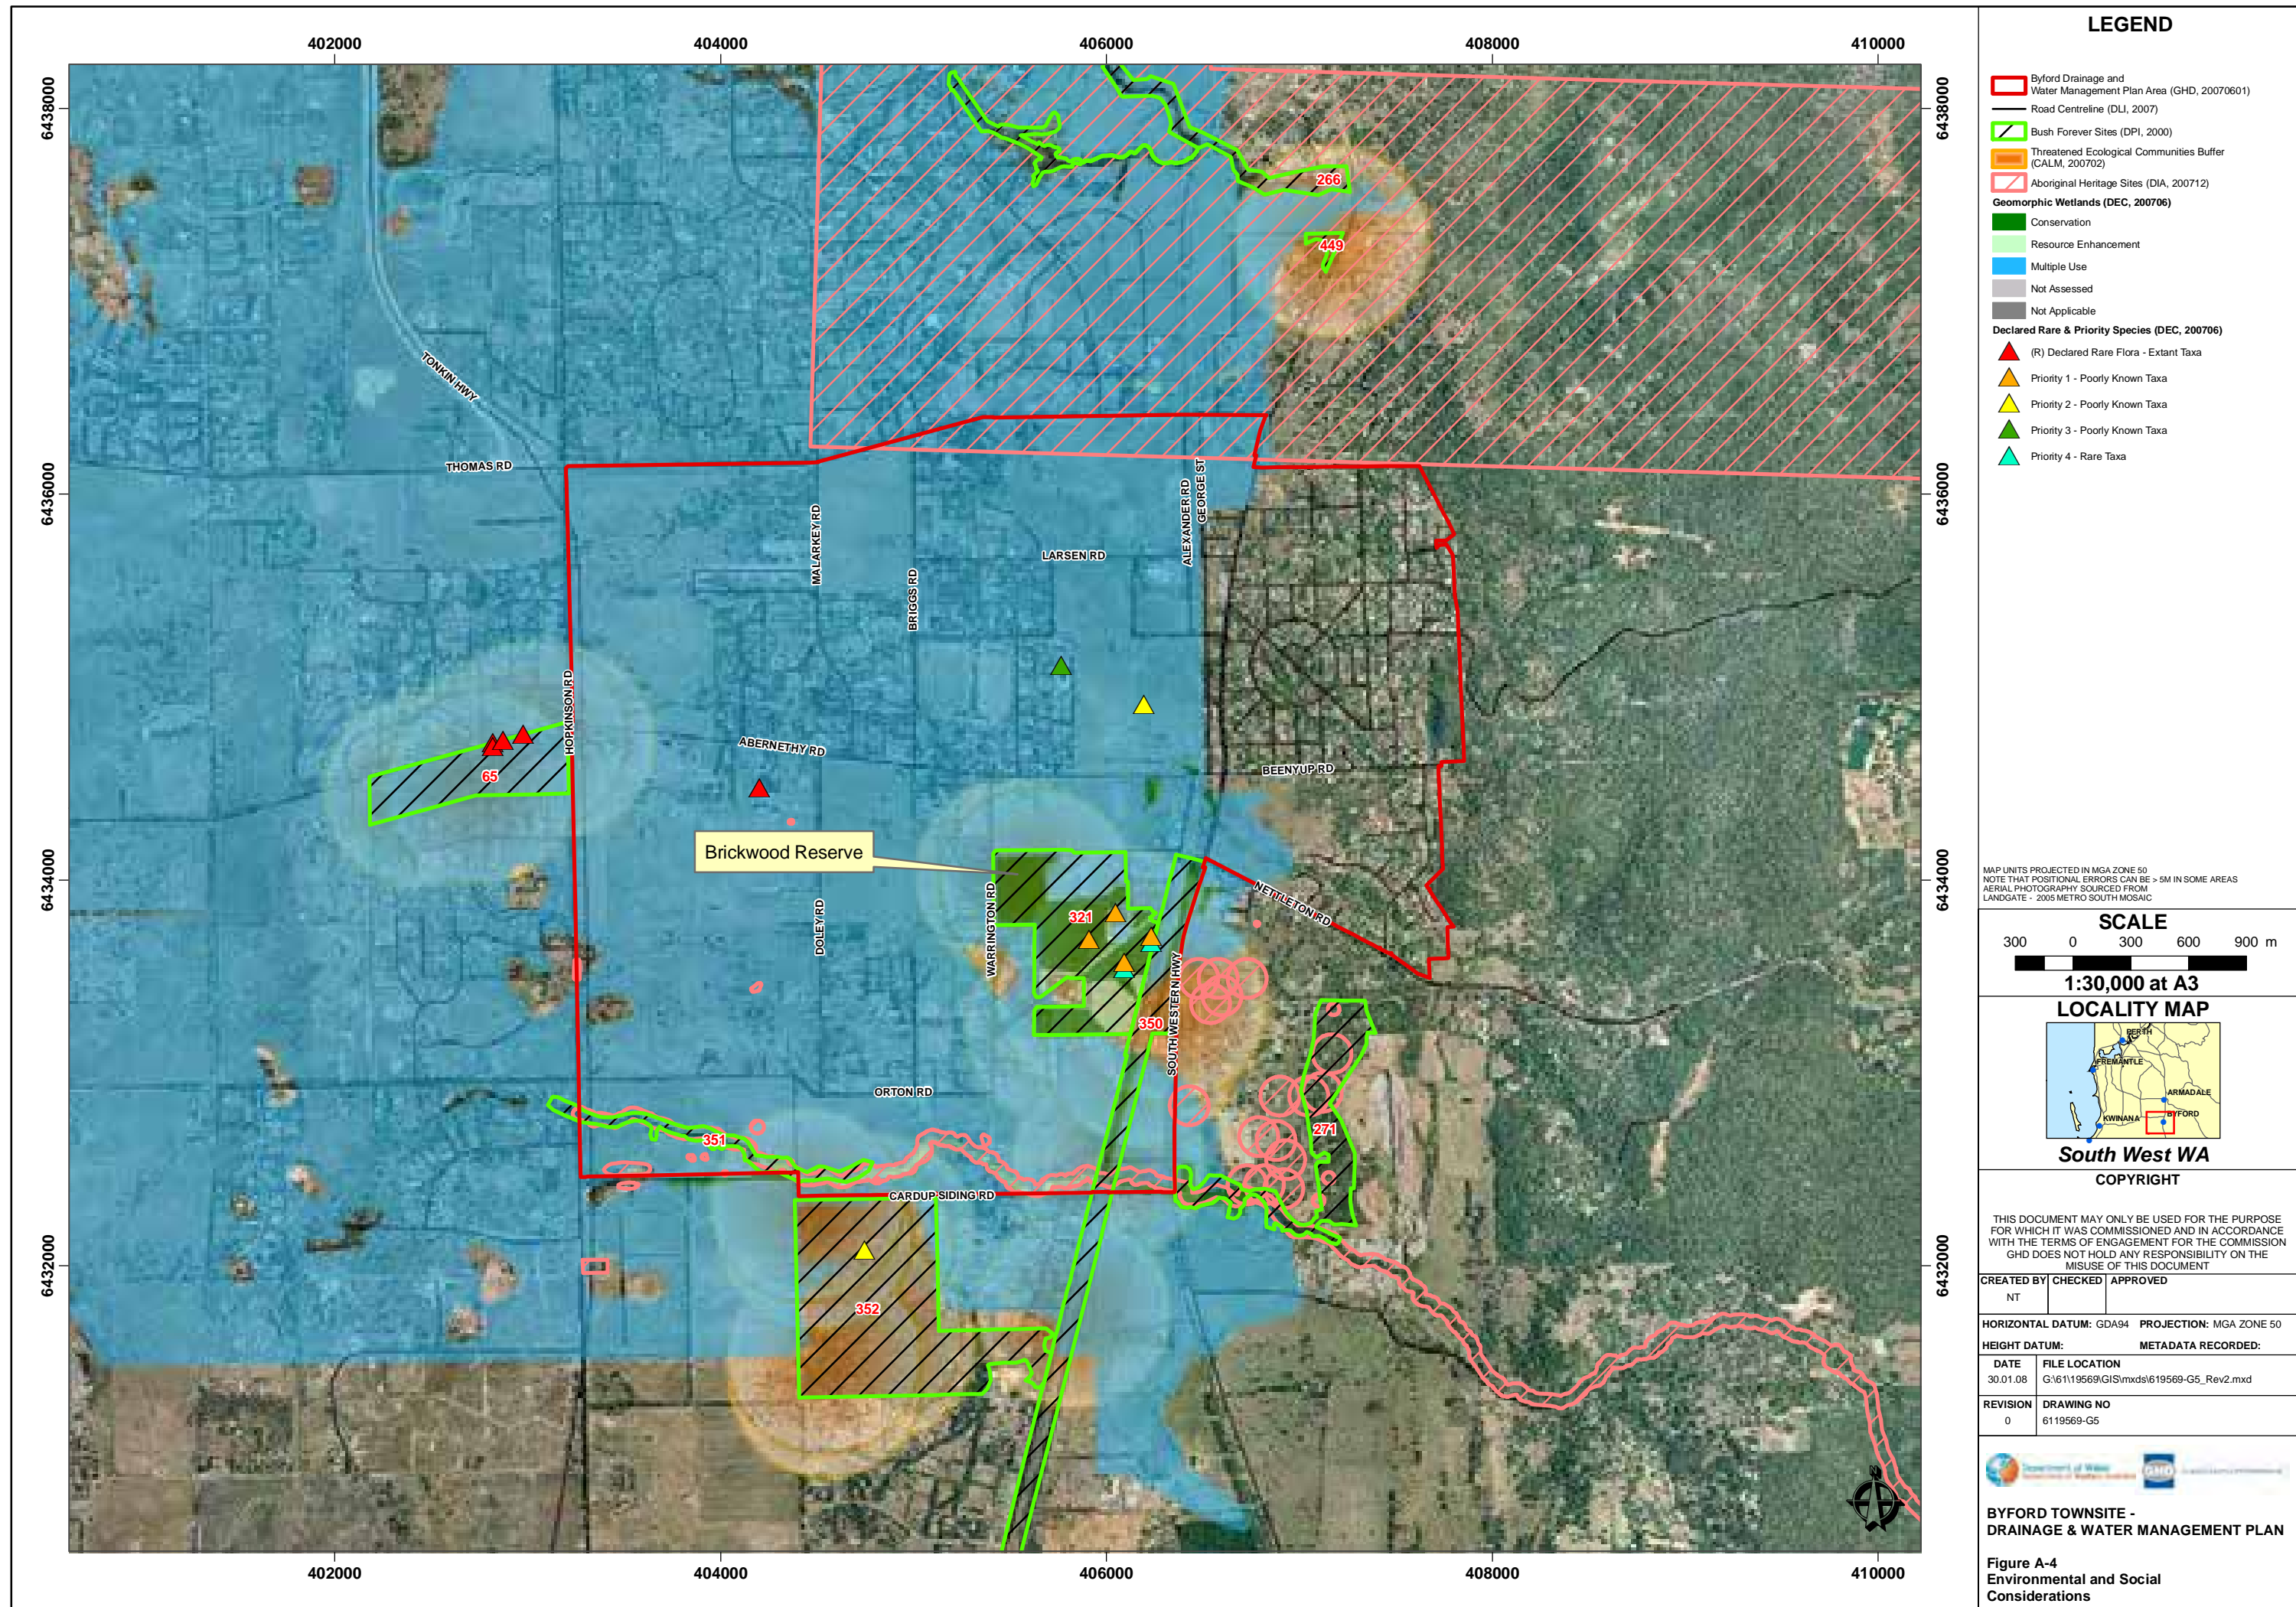 402000 404000 406000 408000 410000
6438000
6436000
6434000
6432000
6438000
6436000
6434000
6432000
266
449
TONKIN HWY
THOMAS RD
MALARKEY RD
BRIGGS RD
LARSEN RD
ALEXANDER RD
GEORGE ST
HOPKINSON RD
ABERNETHY RD
BEENYUP RD
65
Brickwood Reserve
WARRINGTON RD
DOLEY RD
321
NETTLETON RD
SOUTH WESTERN HWY
350
ORTON RD
351
271
CARDUP SIDING RD
352
402000 404000 406000 408000 410000
LEGEND
Byford Drainage and
Water Management Plan Area (GHD, 20070601)
Road Centreline (DLI, 2007)
Bush Forever Sites (DPI, 2000)
Threatened Ecological Communities Buffer
(CALM, 200702)
Aboriginal Heritage Sites (DIA, 200712)
Geomorphic Wetlands (DEC, 200706)
Conservation
Resource Enhancement
Multiple Use
Not Assessed
Not Applicable
Declared Rare & Priority Species (DEC, 200706)
(R) Declared Rare Flora - Extant Taxa
Priority 1 - Poorly Known Taxa
Priority 2 - Poorly Known Taxa
Priority 3 - Poorly Known Taxa
Priority 4 - Rare Taxa
MAP UNITS PROJECTED IN MGA ZONE 50
NOTE THAT POSITIONAL ERRORS CAN BE > 5M IN SOME AREAS
AERIAL PHOTOGRAPHY SOURCED FROM
LANDGATE - 2005 METRO SOUTH MOSAIC
SCALE
300 0 300 600 900 m
1:30,000 at A3
LOCALITY MAP
PERTH
FREMANTLE
ARMADALE
KWINANA
BYFORD
South West WA
COPYRIGHT
THIS DOCUMENT MAY ONLY BE USED FOR THE PURPOSE
FOR WHICH IT WAS COMMISSIONED AND IN ACCORDANCE
WITH THE TERMS OF ENGAGEMENT FOR THE COMMISSION
GHD DOES NOT HOLD ANY RESPONSIBILITY ON THE
MISUSE OF THIS DOCUMENT
CREATED BY CHECKED APPROVED
NT
HORIZONTAL DATUM: GDA94 PROJECTION: MGA ZONE 50
HEIGHT DATUM: METADATA RECORDED:
DATE FILE LOCATION
30.01.08 G:\61\19569\GIS\mxds\619569-G5_Rev2.mxd
REVISION DRAWING NO
0 6119569-G5
Department of Water
GHD
BYFORD TOWNSITE -
DRAINAGE & WATER MANAGEMENT PLAN
Figure A-4
Environmental and Social
Considerations